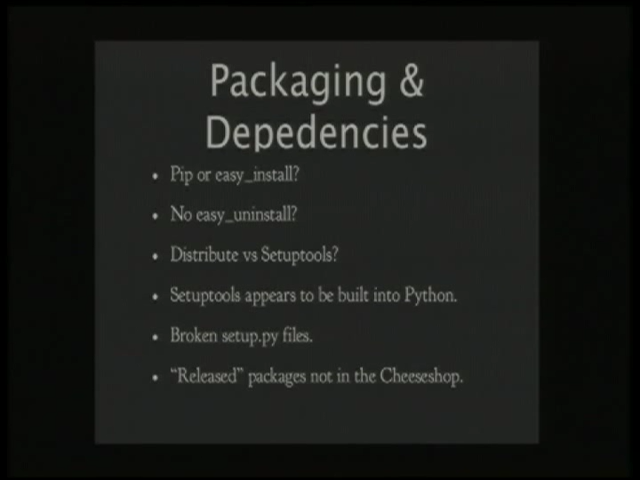 Packaging &
Depedencies
• Pip or easy_install?
• No easy_uninstall?
• Distribute vs Setuptools?
• Setuptools appears to be built into Python.
• Broken setup.py files.
• “Released” packages not in the Cheeseshop.